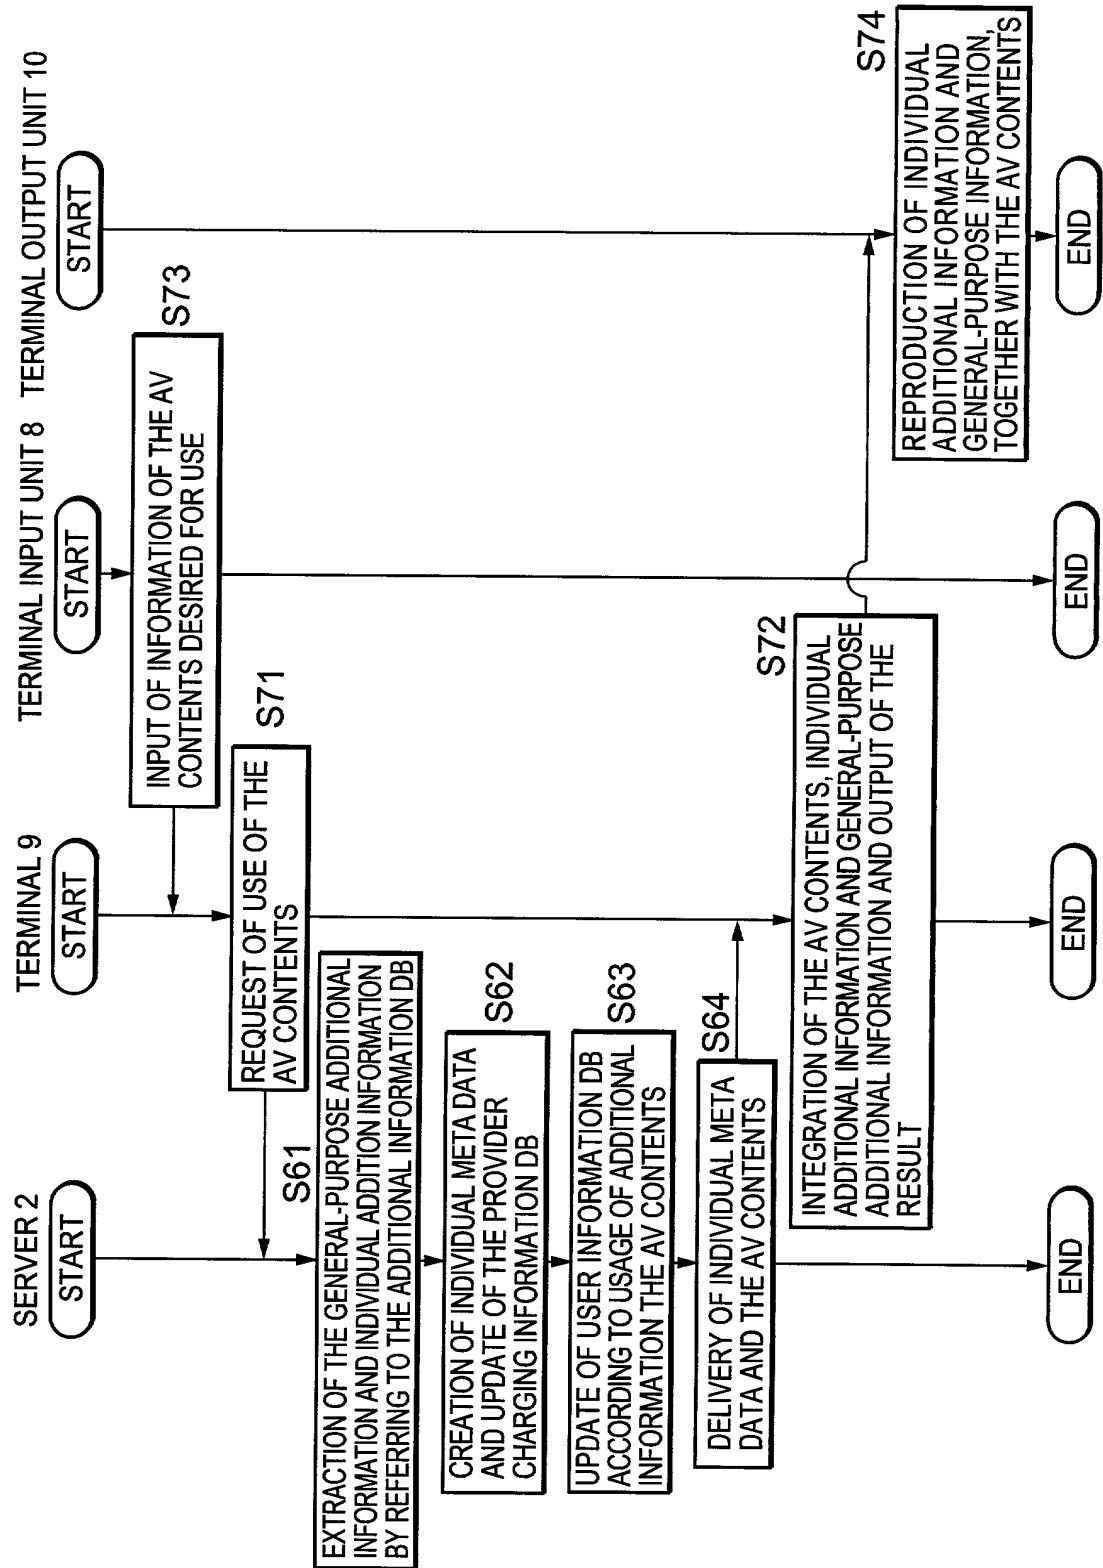 SERVER 2
START
TERMINAL 9
START
TERMINAL INPUT UNIT 8
START
TERMINAL OUTPUT UNIT 10
START
S73
INPUT OF INFORMATION OF THE AV
CONTENTS DESIRED FOR USE
S71
REQUEST OF USE OF THE
AV CONTENTS
S61
EXTRACTION OF THE GENERAL-PURPOSE ADDITIONAL
INFORMATION AND INDIVIDUAL ADDITION INFORMATION
BY REFERRING TO THE ADDITIONAL INFORMATION DB
S62
CREATION OF INDIVIDUAL META DATA
AND UPDATE OF THE PROVIDER
CHARGING INFORMATION DB
S63
UPDATE OF USER INFORMATION DB
ACCORDING TO USAGE OF ADDITIONAL
INFORMATION THE AV CONTENTS
S64
DELIVERY OF INDIVIDUAL META
DATA AND THE AV CONTENTS
S72
INTEGRATION OF THE AV CONTENTS, INDIVIDUAL
ADDITIONAL INFORMATION AND GENERAL-PURPOSE
ADDITIONAL INFORMATION AND OUTPUT OF THE
RESULT
S74
REPRODUCTION OF INDIVIDUAL
ADDITIONAL INFORMATION AND
GENERAL-PURPOSE INFORMATION,
TOGETHER WITH THE AV CONTENTS
END
END
END
END